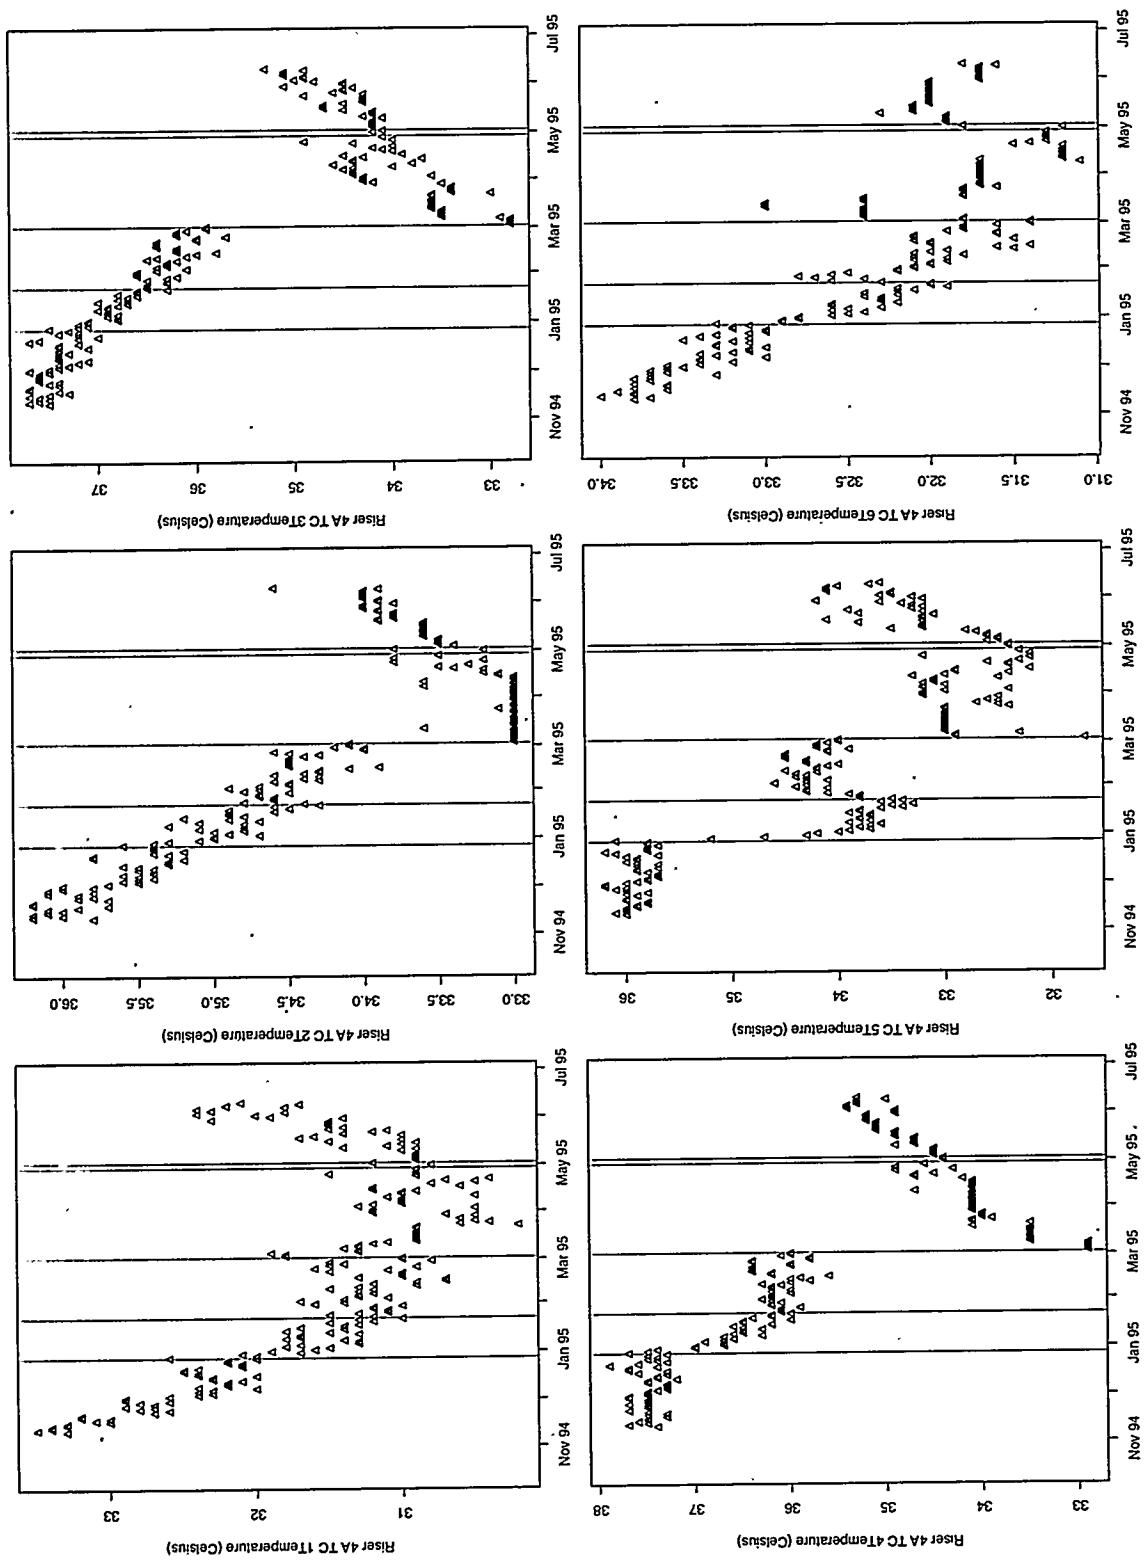 Riser 4A TC 1Temperature (Celsius)
33
32
31
Nov 94
Jan 95
Mar 95
May 95
Jul 95
Riser 4A TC 2Temperature (Celsius)
36.0
35.5
35.0
34.5
34.0
33.5
33.0
Nov 94
Jan 95
Mar 95
May 95
Jul 95
Riser 4A TC 3Temperature (Celsius)
37
36
35
34
33
Nov 94
Jan 95
Mar 95
May 95
Jul 95
Riser 4A TC 4Temperature (Celsius)
38
37
36
35
34
33
Nov 94
Jan 95
Mar 95
May 95
Jul 95
Riser 4A TC 5Temperature (Celsius)
36
35
34
33
32
Nov 94
Jan 95
Mar 95
May 95
Jul 95
Riser 4A TC 6Temperature (Celsius)
34.0
33.5
33.0
32.5
32.0
31.5
31.0
Nov 94
Jan 95
Mar 95
May 95
Jul 95